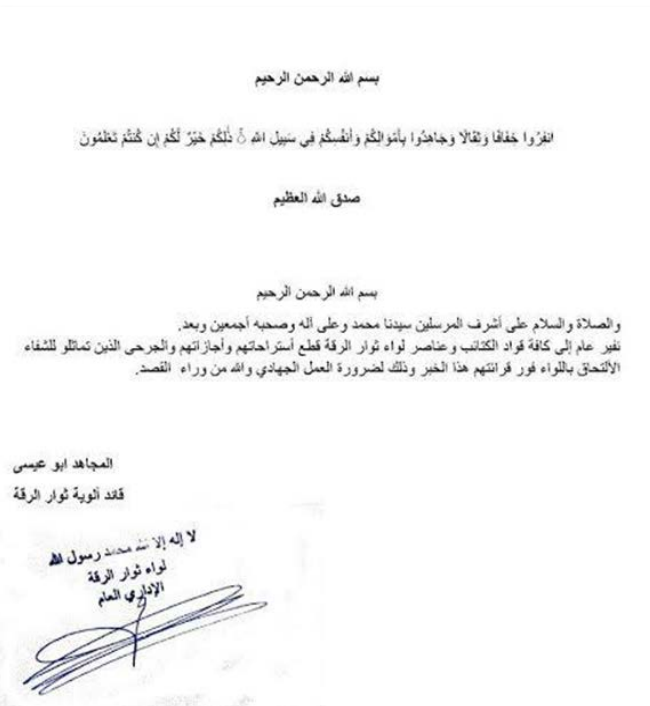 بسم الله الرحمن الرحيم
انفِرُوا خِفَافًا وَثِقَالًا وَجَاهِدُوا بِأَمْوَالِكُمْ وَأَنفُسِكُمْ فِي سَبِيلِ اللَّهِ ۚ ذَٰلِكُمْ خَيْرٌ لَّكُمْ إِن كُنتُمْ تَعْلَمُونَ
صدق الله العظيم
بسم الله الرحمن الرحيم
والصلاة والسلام على أشرف المرسلين سيدنا محمد وعلى آله وصحبه أجمعين وبعد.
نفير عام إلى كافة قواد الكتائب وعناصر لواء ثوار الرقة قطع أستراحاتهم وأجازاتهم والجرحى الذين تماثلو للشفاء
الألتحاق باللواء فور قرائتهم هذا الخبر وذلك لضرورة العمل الجهادي والله من وراء القصد.
المجاهد ابو عيسى
قائد ألوية ثوار الرقة
لا إله إلا الله محمد رسول الله
لواء ثوار الرقة
الإداري العام